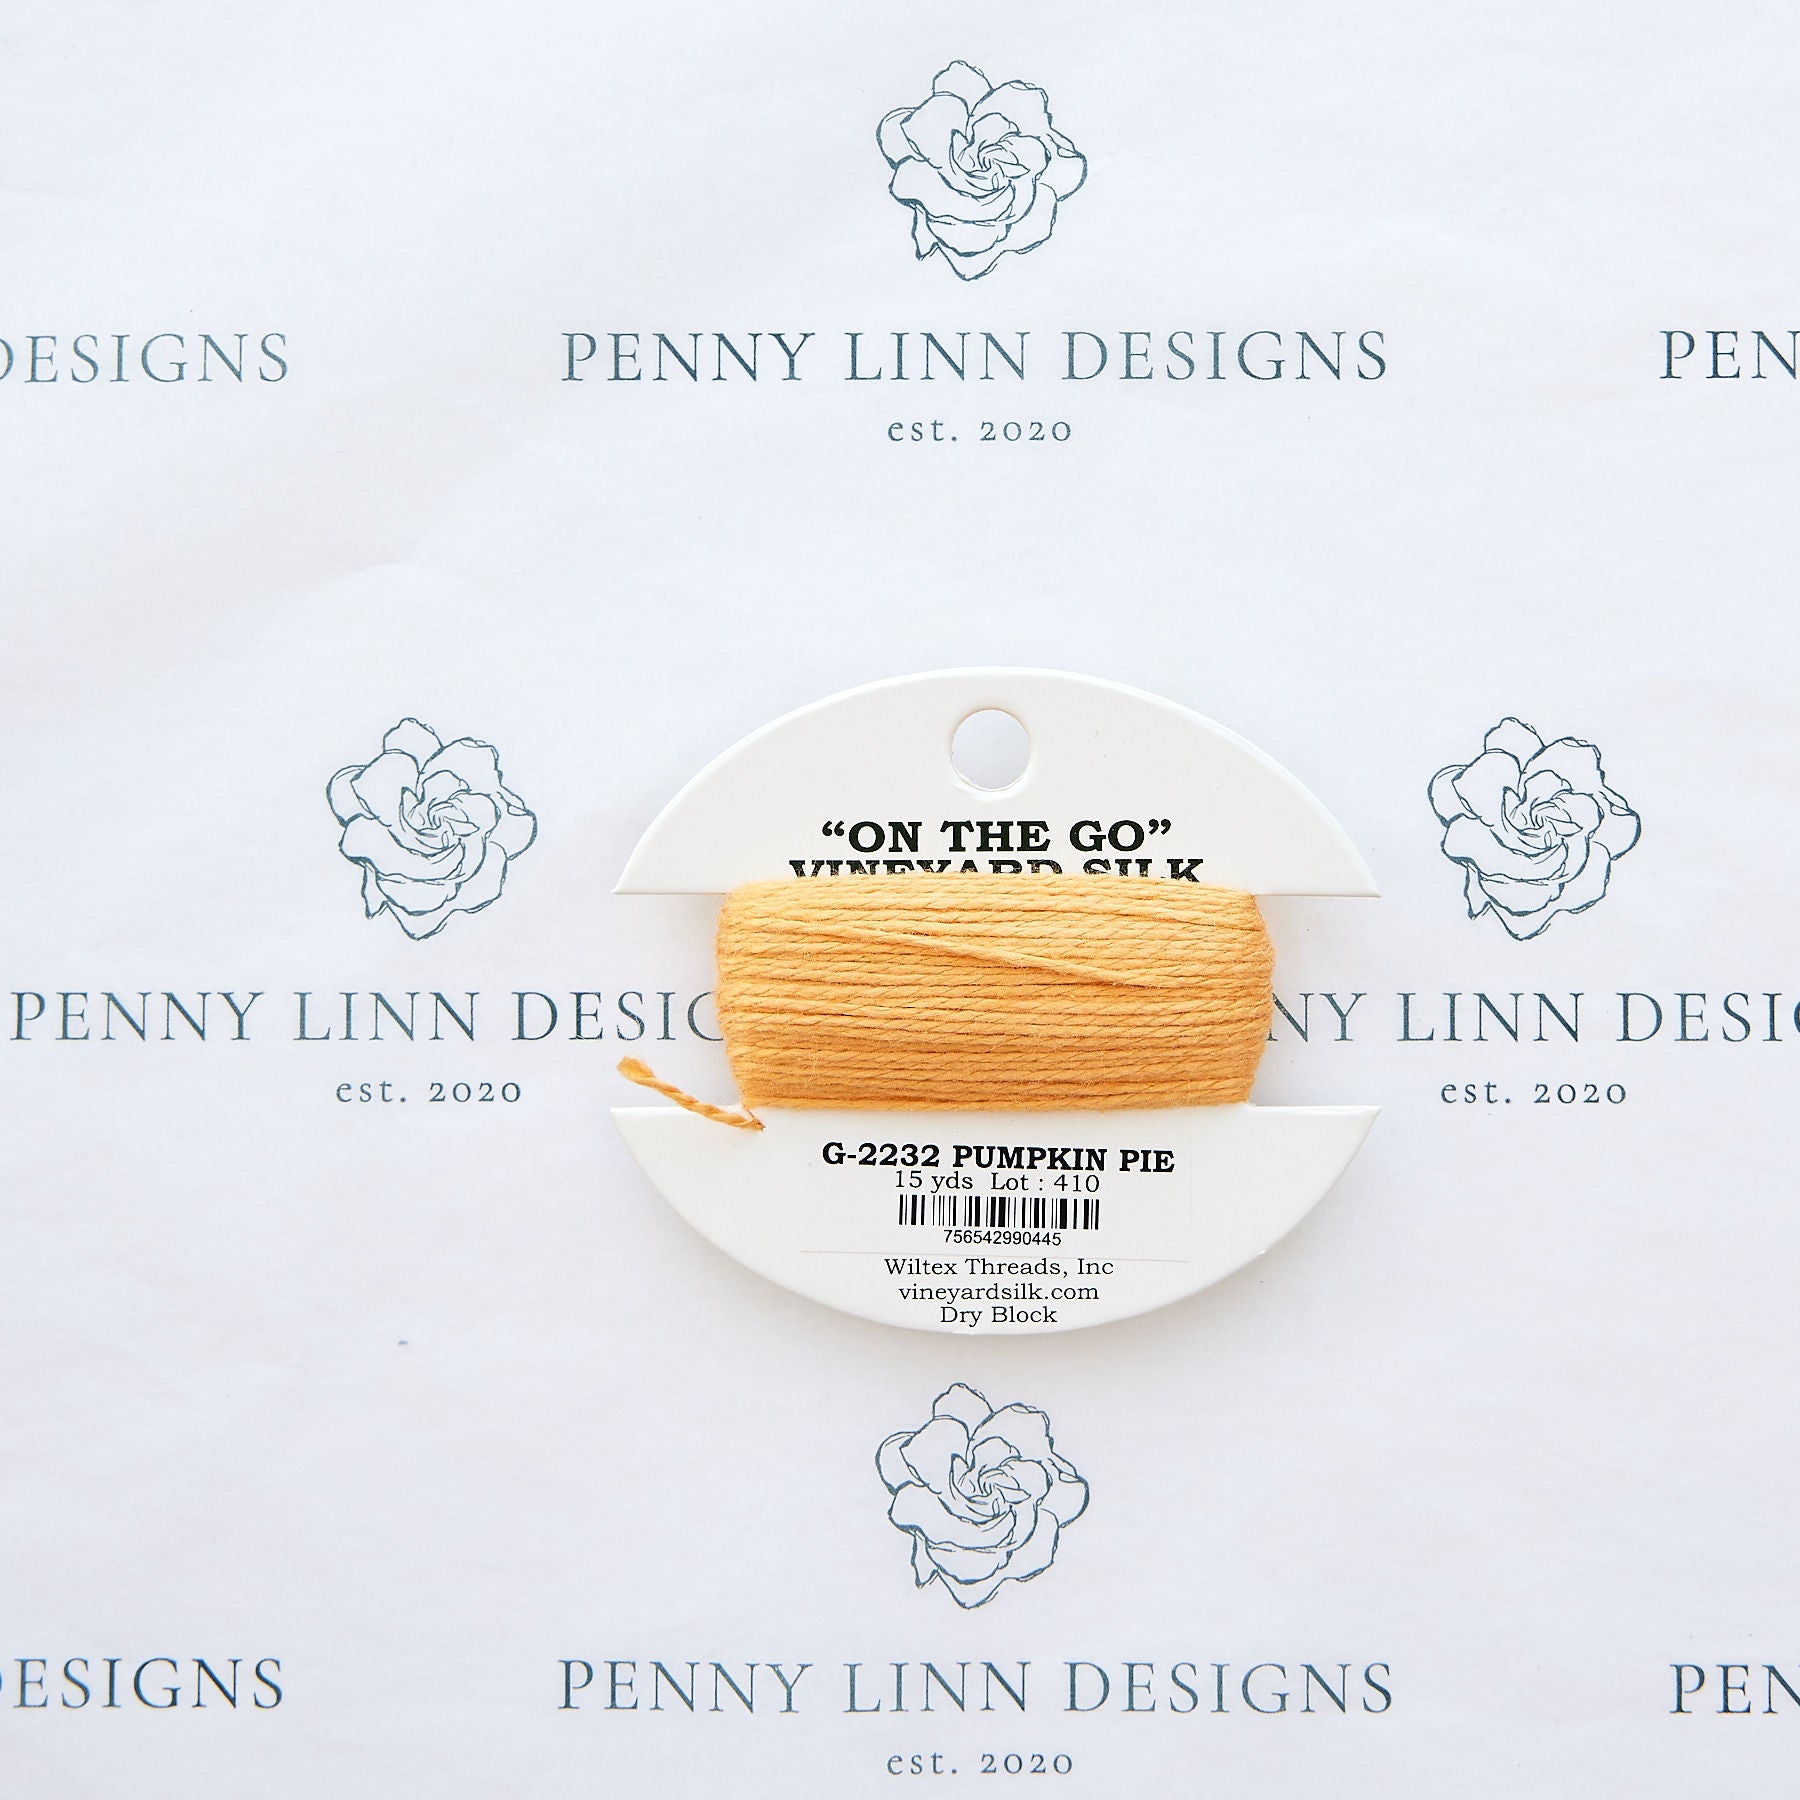 DESIGNS
PENNY LINN DESIGNS
PEN
est. 2020
"ON THE GO"
VINEYARD SILK
PENNY LINN DESIG
NY LINN DESIG
est. 2020
est. 2020
G-2232 PUMPKIN PIE
15 yds Lot : 410
756542990445
Wiltex Threads, Inc
vineyardsilk.com
Dry Block
DESIGNS
PENNY LINN DESIGNS
PEN
est. 2020